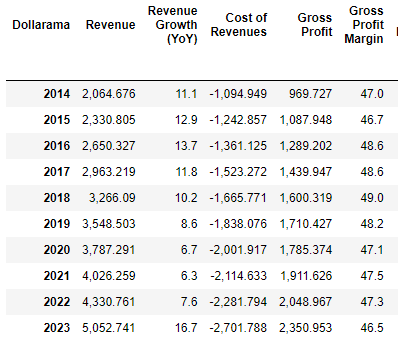 Dollarama Revenue Revenue Growth (YoY) Cost of Revenues Gross Profit Gross Profit Margin
2014 2,064.676 11.1 -1,094.949 969.727 47.0
2015 2,330.805 12.9 -1,242.857 1,087.948 46.7
2016 2,650.327 13.7 -1,361.125 1,289.202 48.6
2017 2,963.219 11.8 -1,523.272 1,439.947 48.6
2018 3,266.09 10.2 -1,665.771 1,600.319 49.0
2019 3,548.503 8.6 -1,838.076 1,710.427 48.2
2020 3,787.291 6.7 -2,001.917 1,785.374 47.1
2021 4,026.259 6.3 -2,114.633 1,911.626 47.5
2022 4,330.761 7.6 -2,281.794 2,048.967 47.3
2023 5,052.741 16.7 -2,701.788 2,350.953 46.5